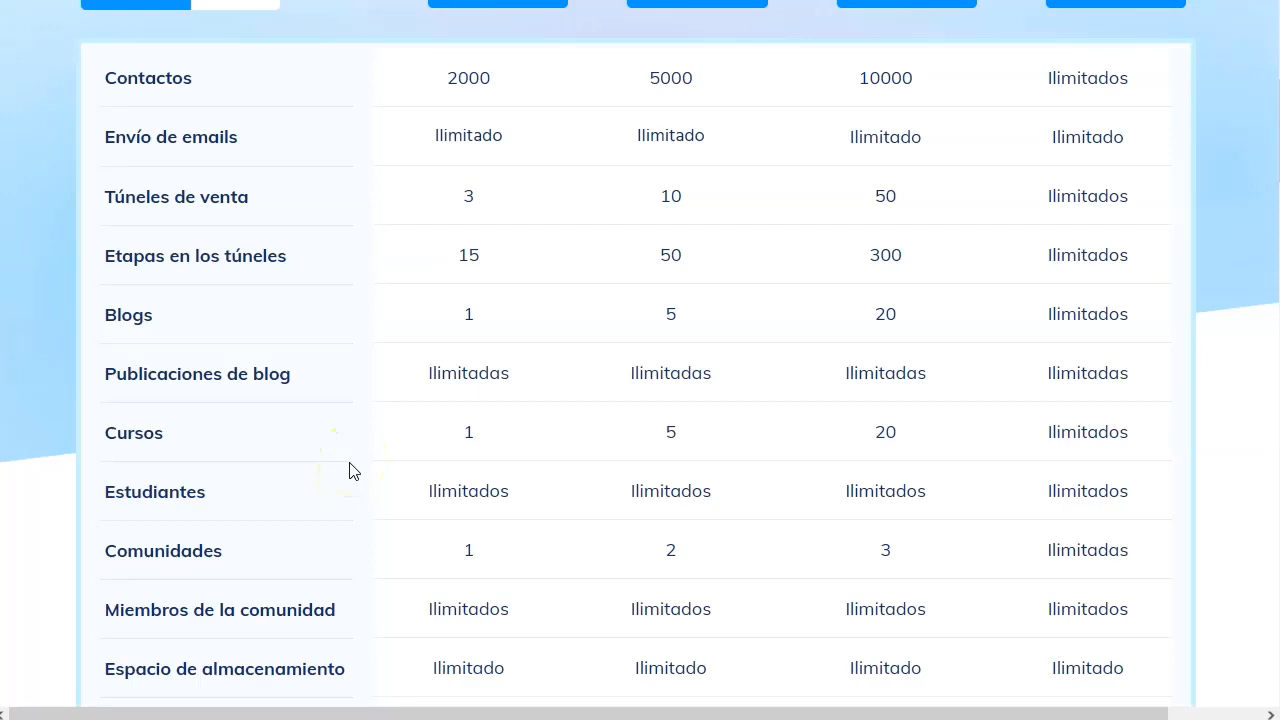 Contactos 2000 5000 10000 Ilimitados
Envío de emails Ilimitado Ilimitado Ilimitado Ilimitado
Túneles de venta 3 10 50 Ilimitados
Etapas en los túneles 15 50 300 Ilimitados
Blogs 1 5 20 Ilimitados
Publicaciones de blog Ilimitadas Ilimitadas Ilimitadas Ilimitadas
Cursos 1 5 20 Ilimitados
Estudiantes Ilimitados Ilimitados Ilimitados Ilimitados
Comunidades 1 2 3 Ilimitadas
Miembros de la comunidad Ilimitados Ilimitados Ilimitados Ilimitados
Espacio de almacenamiento Ilimitado Ilimitado Ilimitado Ilimitado